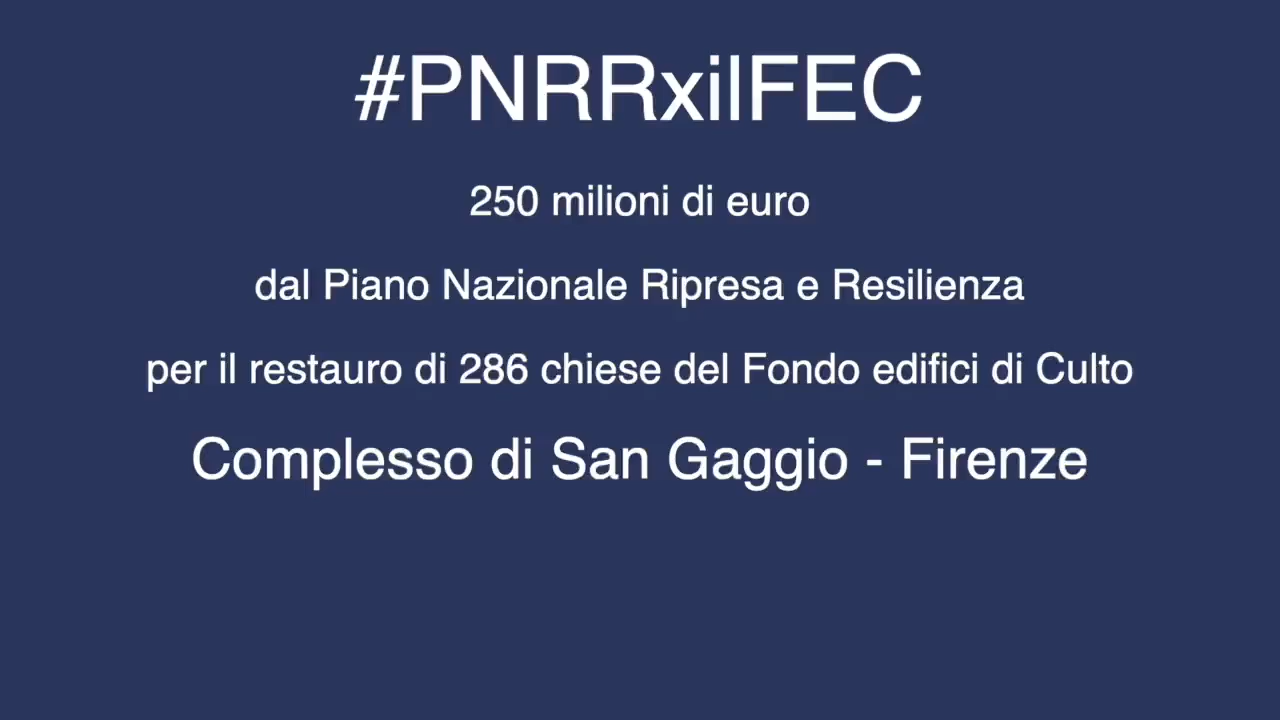 #PNRRxilFEC
250 milioni di euro
dal Piano Nazionale Ripresa e Resilienza
per il restauro di 286 chiese del Fondo edifici di Culto
Complesso di San Gaggio - Firenze